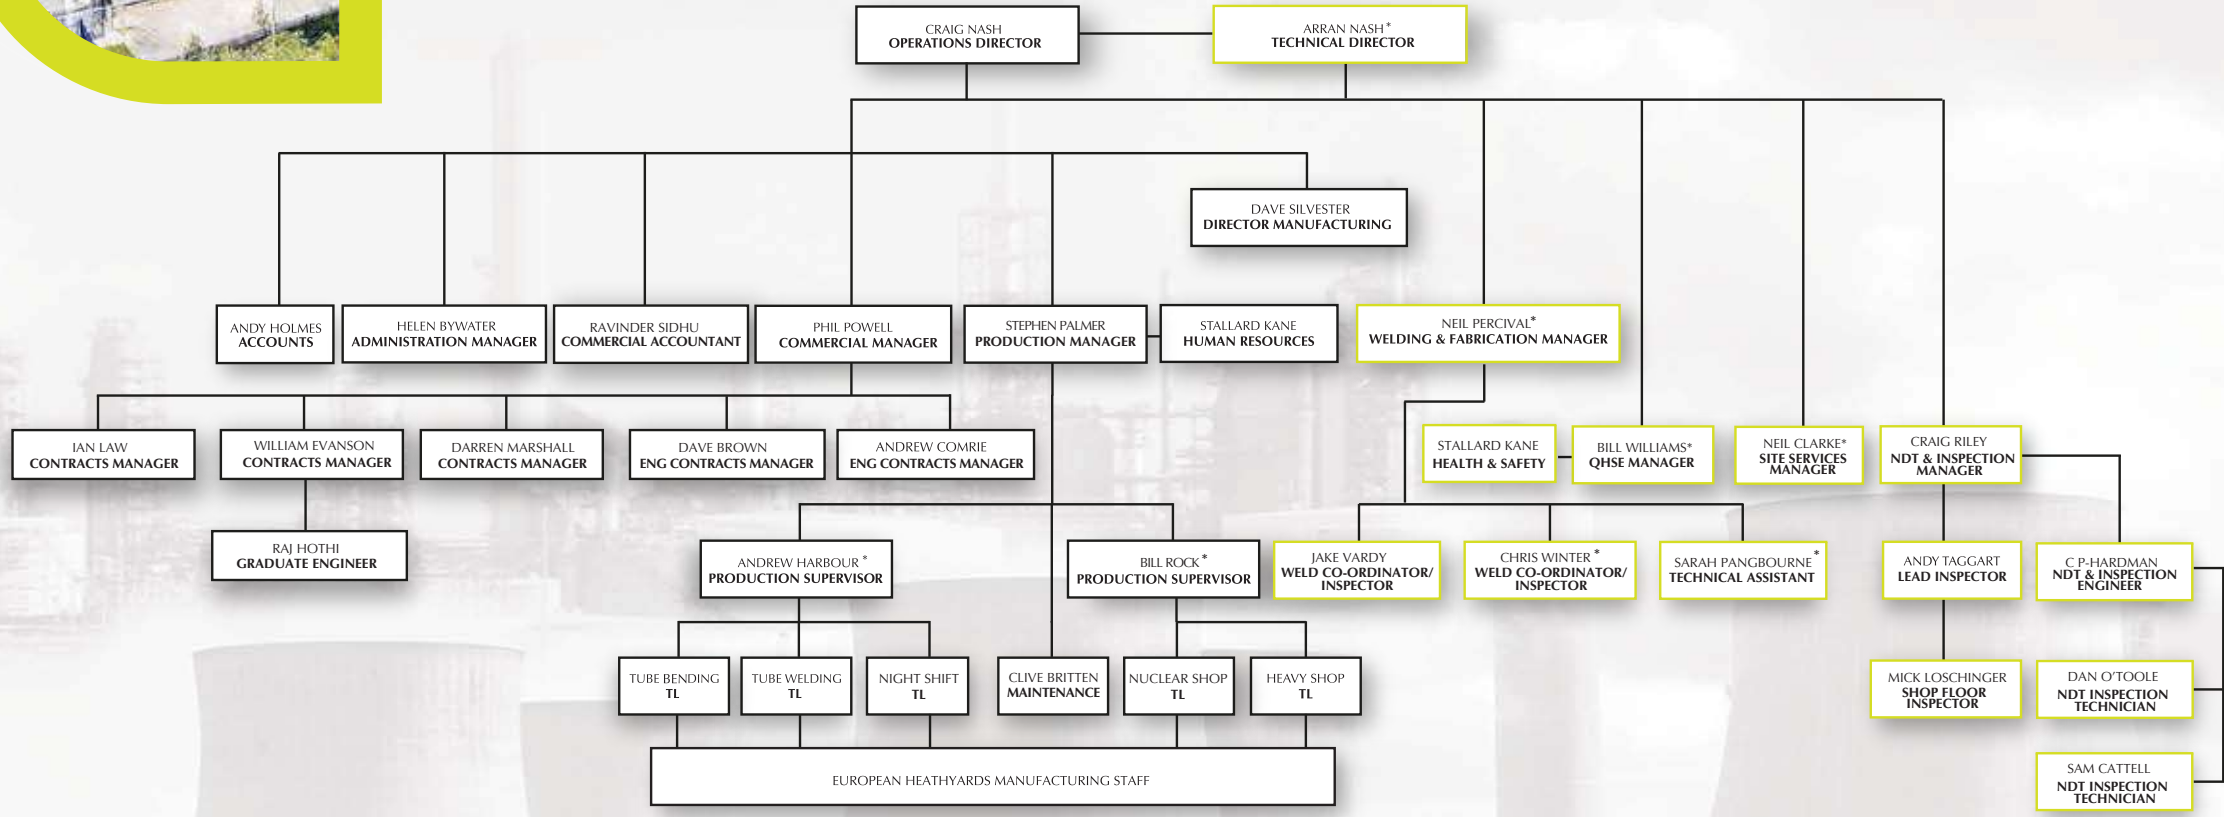 CRAIG NASH
OPERATIONS DIRECTOR
ARRAN NASH*
TECHNICAL DIRECTOR
DAVE SILVESTER
DIRECTOR MANUFACTURING
ANDY HOLMES
ACCOUNTS
HELEN BYWATER
ADMINISTRATION MANAGER
RAVINDER SIDHU
COMMERCIAL ACCOUNTANT
PHIL POWELL
COMMERCIAL MANAGER
STEPHEN PALMER
PRODUCTION MANAGER
STALLARD KANE
HUMAN RESOURCES
NEIL PERCIVAL*
WELDING & FABRICATION MANAGER
IAN LAW
CONTRACTS MANAGER
WILLIAM EVANSON
CONTRACTS MANAGER
DARREN MARSHALL
CONTRACTS MANAGER
DAVE BROWN
ENG CONTRACTS MANAGER
ANDREW COMRIE
ENG CONTRACTS MANAGER
STALLARD KANE
HEALTH & SAFETY
BILL WILLIAMS*
QHSE MANAGER
NEIL CLARKE*
SITE SERVICES
MANAGER
CRAIG RILEY
NDT & INSPECTION
MANAGER
RAJ HOTHI
GRADUATE ENGINEER
ANDREW HARBOUR *
PRODUCTION SUPERVISOR
BILL ROCK*
PRODUCTION SUPERVISOR
JAKE VARDY
WELD CO-ORDINATOR/
INSPECTOR
CHRIS WINTER *
WELD CO-ORDINATOR/
INSPECTOR
SARAH PANGBOURNE*
TECHNICAL ASSISTANT
ANDY TAGGART
LEAD INSPECTOR
C P-HARDMAN
NDT & INSPECTION
ENGINEER
TUBE BENDING
TL
TUBE WELDING
TL
NIGHT SHIFT
TL
CLIVE BRITTEN
MAINTENANCE
NUCLEAR SHOP
TL
HEAVY SHOP
TL
MICK LOSCHINGER
SHOP FLOOR
INSPECTOR
DAN O'TOOLE
NDT INSPECTION
TECHNICIAN
EUROPEAN HEATHYARDS MANUFACTURING STAFF
SAM CATTELL
NDT INSPECTION
TECHNICIAN